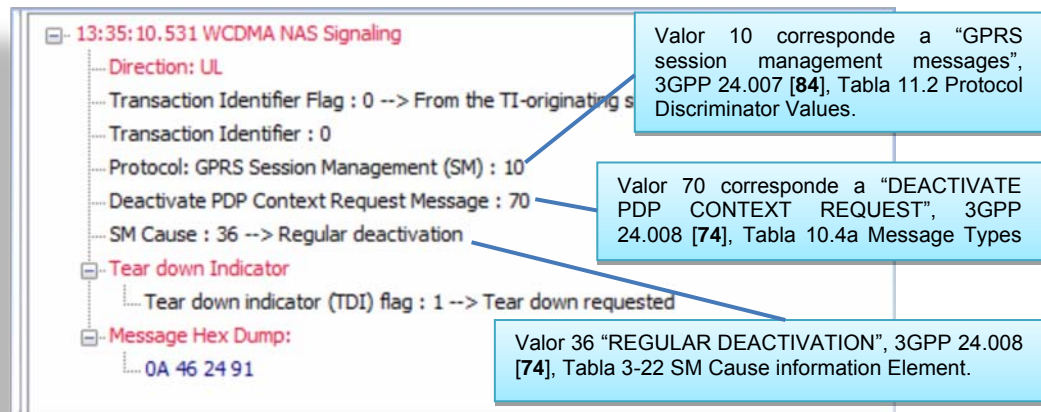 13:35:10.531 WCDMA NAS Signaling
Direction: UL
Transaction Identifier Flag : 0 --> From the TI-originating s
Transaction Identifier : 0
Protocol: GPRS Session Management (SM) : 10
Deactivate PDP Context Request Message : 70
SM Cause : 36 --> Regular deactivation
Tear down Indicator
Tear down indicator (TDI) flag : 1 --> Tear down requested
Message Hex Dump:
0A 46 24 91
Valor 10 corresponde a “GPRS
session management messages”,
3GPP 24.007 [84], Tabla 11.2 Protocol
Discriminator Values.
Valor 70 corresponde a “DEACTIVATE
PDP CONTEXT REQUEST”, 3GPP
24.008 [74], Tabla 10.4a Message Types
Valor 36 “REGULAR DEACTIVATION”, 3GPP 24.008
[74], Tabla 3-22 SM Cause information Element.